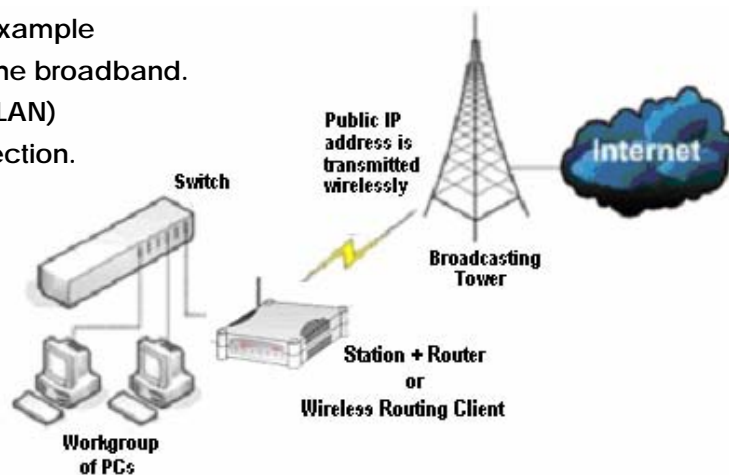 xample
ne broadband.
LAN)
ection.
Public IP
address is
transmitted
wirelessly
Internet
Switch
Broadcasting
Tower
Station + Router
or
Wireless Routing Client
Workgroup
of PCs